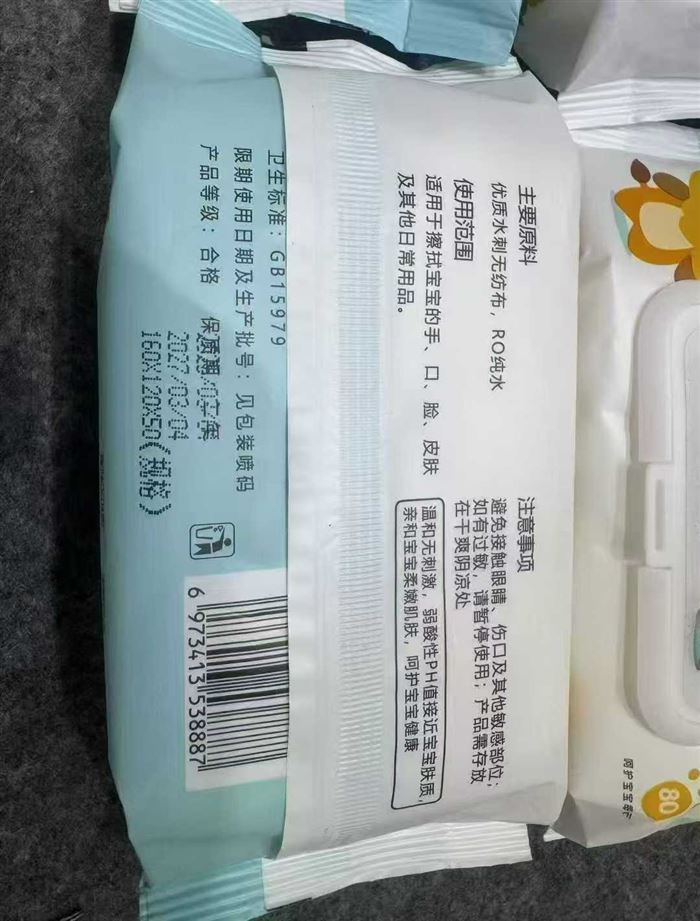 主要原料
优质水刺无纺布，RO纯水
使用范围
适用于擦拭宝宝的手、口、脸、皮肤
及其他日常用品。
注意事项
避免接触眼睛、伤口及其他敏感部位；
如有过敏，请暂停使用；产品需存放
在干爽阴凉处
温和无刺激，弱酸性PH值接近宝宝肤质，
亲和宝宝柔嫩肌肤，呵护宝宝健康
卫生标准：GB15979
限期使用日期及生产批号：见包装喷码
产品等级：合格 保质期：三年
2027/03/04
160X120X50(规格)
6 973413 538887
呵护宝宝每
80